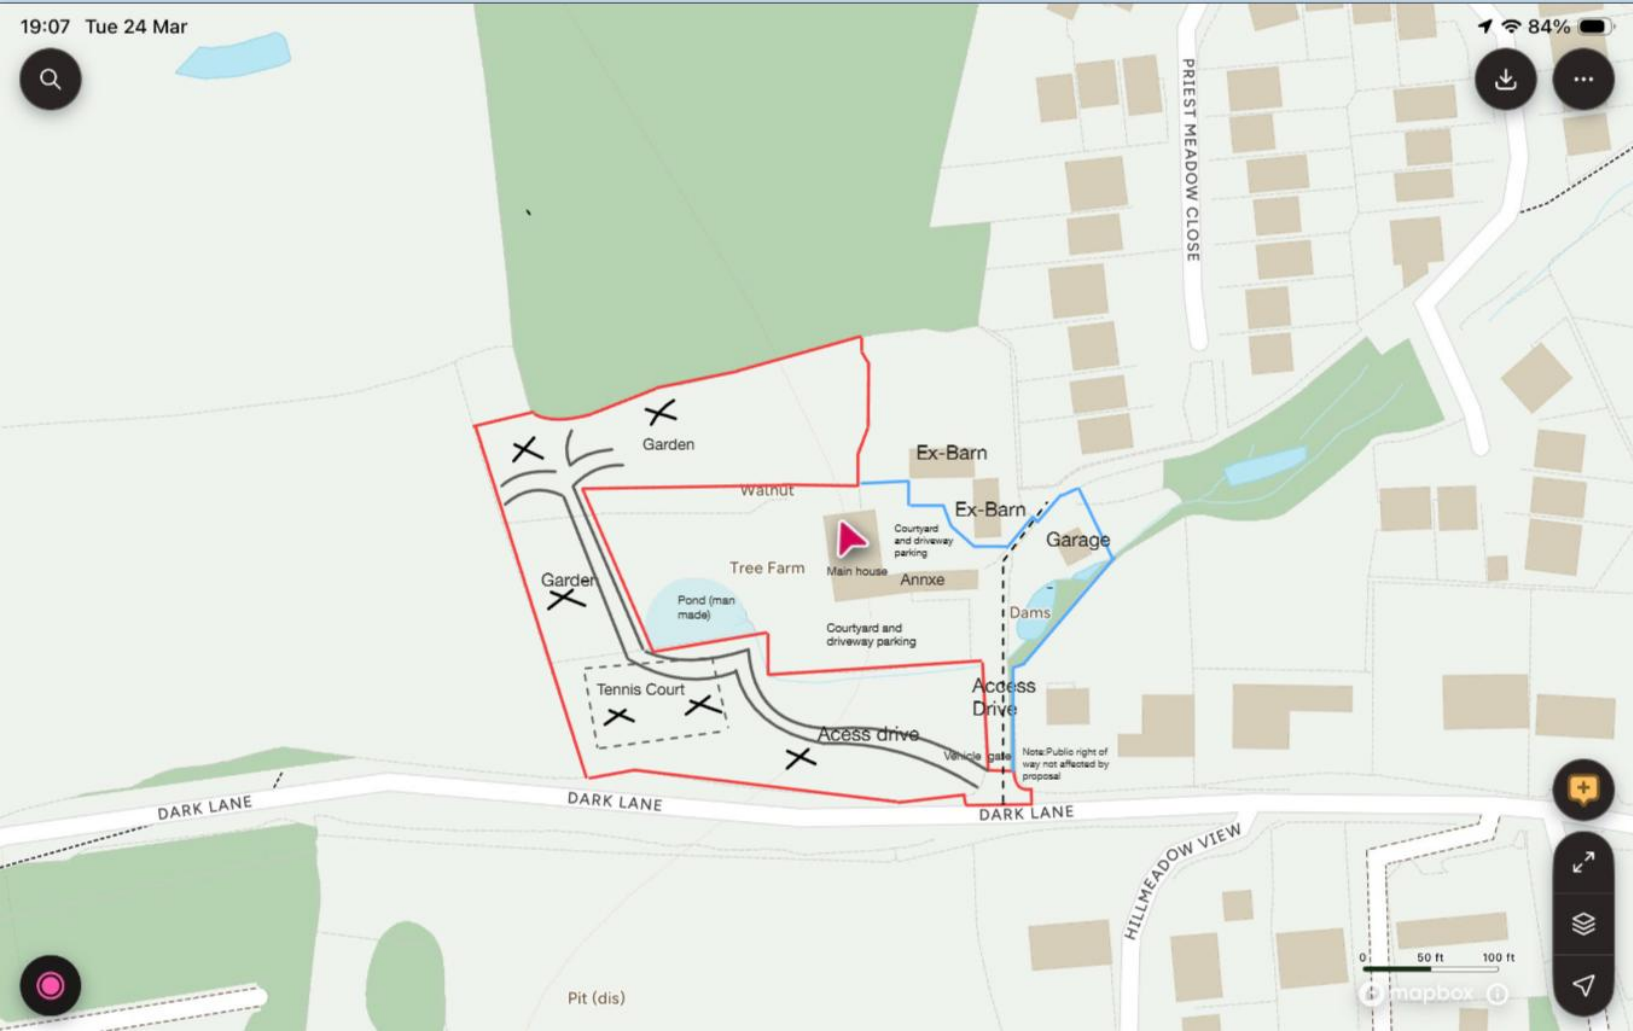 19:07 Tue 24 Mar
84%
PRIEST MEADOW CLOSE
Garden
Ex-Barn
Walnut
Ex-Barn
Courtyard
and driveway
parking
Garage
Tree Farm
Main house
Annxe
Garden
Pond (man
made)
Dams
Courtyard and
driveway parking
Tennis Court
Access
Drive
Acess drive
Vehicle gate
Note:Public right of
way not affected by
proposal
DARK LANE
DARK LANE
DARK LANE
HILLMEADOW VIEW
0 50 ft 100 ft
mapbox
Pit (dis)